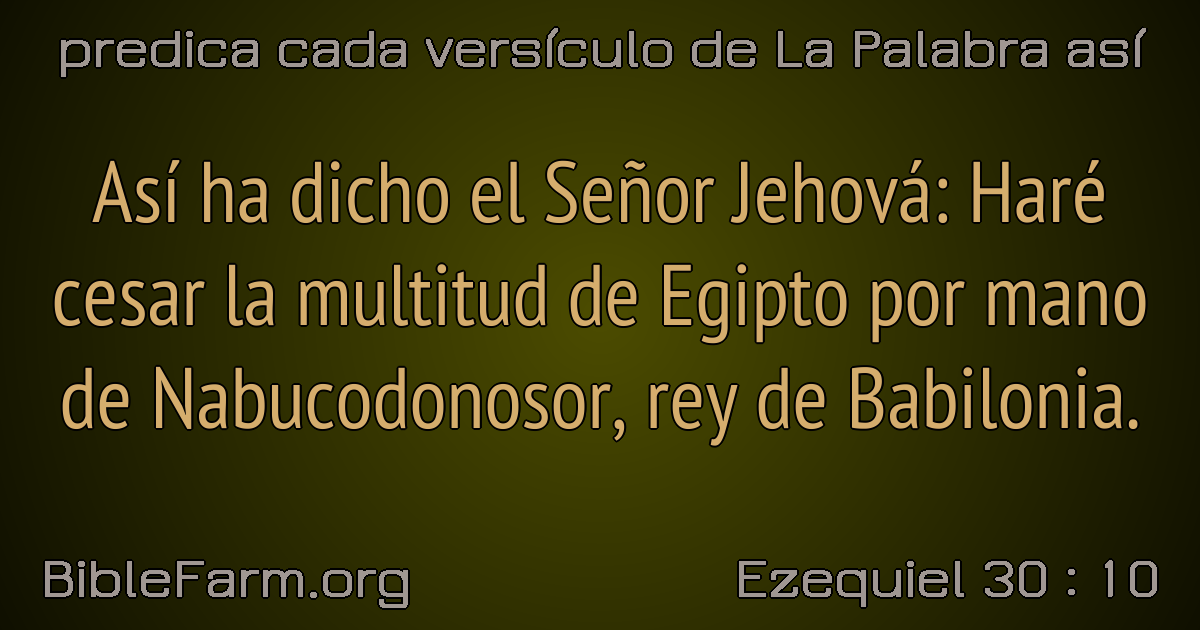 predica cada versículo de La Palabra así
Así ha dicho el Señor Jehová: Haré
cesar la multitud de Egipto por mano
de Nabucodonosor, rey de Babilonia.
BibleFarm.org
Ezequiel 30 : 10